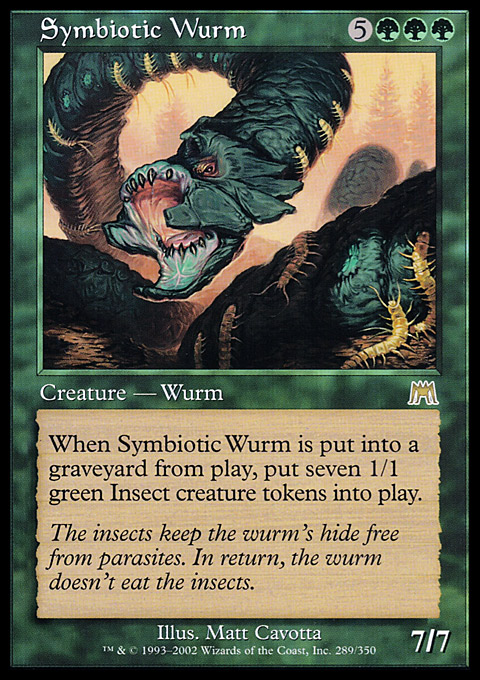 Symbiotic Wurm 5
Creature — Wurm
When Symbiotic Wurm is put into a
graveyard from play, put seven 1/1
green Insect creature tokens into play.
The insects keep the wurm's hide free
from parasites. In return, the wurm
doesn't eat the insects.
Illus. Matt Cavotta
™ & © 1993–2002 Wizards of the Coast, Inc. 289/350
7/7